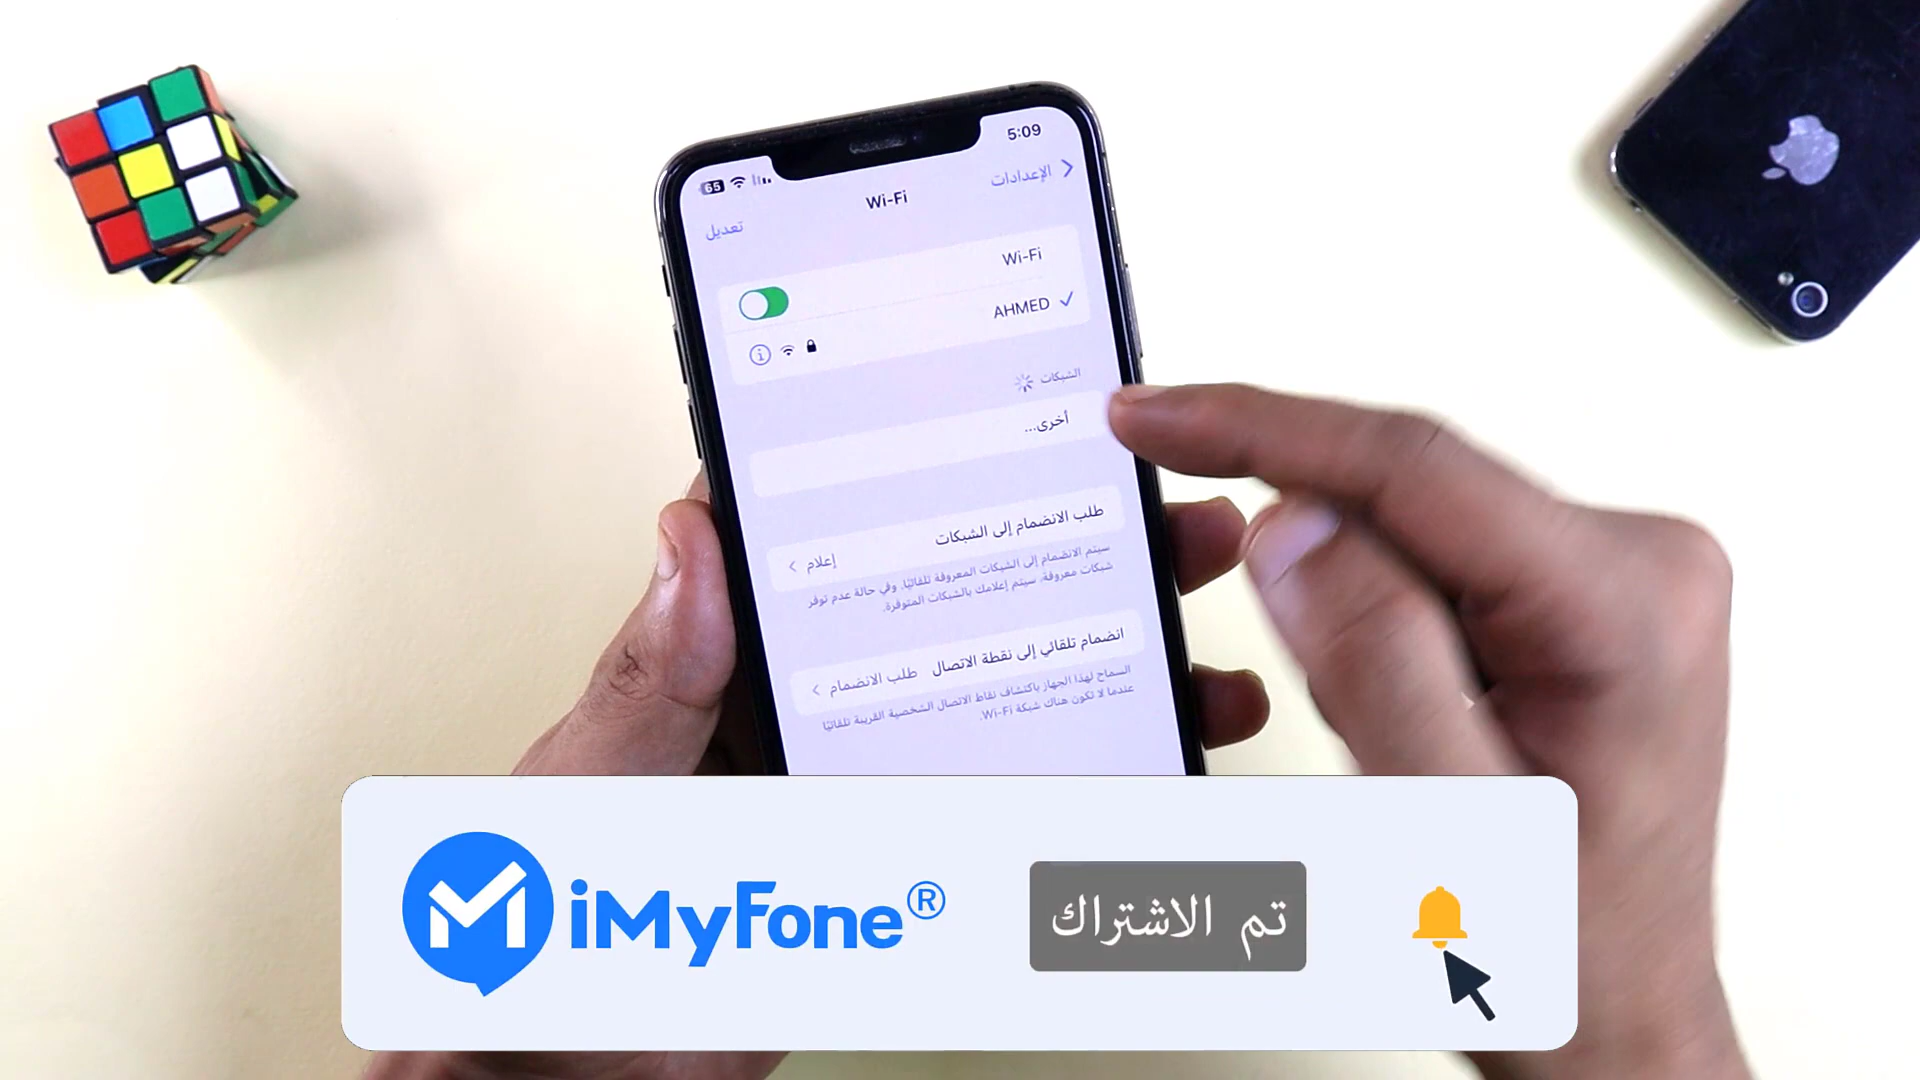 5:09
65
الإعدادات
Wi-Fi
تعديل
Wi-Fi
AHMED
الشبكات
أخرى...
طلب الانضمام إلى الشبكات
إعلام
سيتم الانضمام إلى الشبكات المعروفة تلقائيًا. وفي حالة عدم توفر
شبكات معروفة، سيتم إعلامك بالشبكات المتوفرة.
انضمام تلقائي إلى نقطة الاتصال
طلب الانضمام
السماح لهذا الجهاز باكتشاف نقاط الاتصال الشخصية القريبة تلقائيًا
عندما لا تكون هناك شبكة Wi-Fi.
iMyFone®
تم الاشتراك